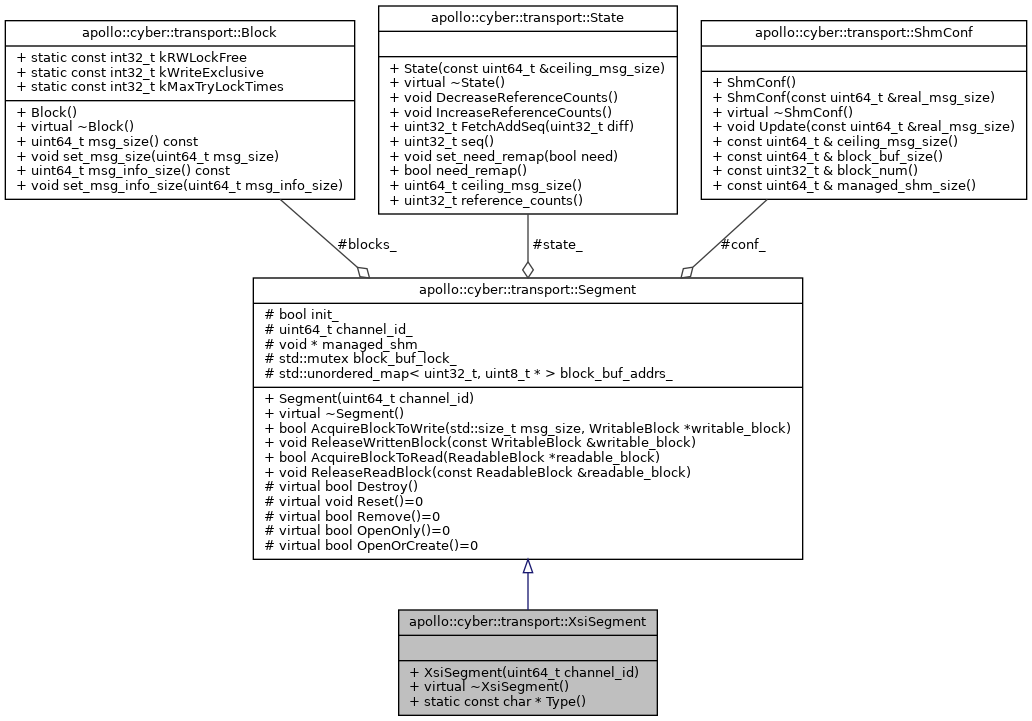 apollo::cyber::transport::Block
+ static const int32_t kRWLockFree
+ static const int32_t kWriteExclusive
+ static const int32_t kMaxTryLockTimes
+ Block()
+ virtual ~Block()
+ uint64_t msg_size() const
+ void set_msg_size(uint64_t msg_size)
+ uint64_t msg_info_size() const
+ void set_msg_info_size(uint64_t msg_info_size)
apollo::cyber::transport::State
+ State(const uint64_t &ceiling_msg_size)
+ virtual ~State()
+ void DecreaseReferenceCounts()
+ void IncreaseReferenceCounts()
+ uint32_t FetchAddSeq(uint32_t diff)
+ uint32_t seq()
+ void set_need_remap(bool need)
+ bool need_remap()
+ uint64_t ceiling_msg_size()
+ uint32_t reference_counts()
apollo::cyber::transport::ShmConf
+ ShmConf()
+ ShmConf(const uint64_t &real_msg_size)
+ virtual ~ShmConf()
+ void Update(const uint64_t &real_msg_size)
+ const uint64_t & ceiling_msg_size()
+ const uint64_t & block_buf_size()
+ const uint32_t & block_num()
+ const uint64_t & managed_shm_size()
#blocks_
#state_
#conf_
apollo::cyber::transport::Segment
# bool init_
# uint64_t channel_id_
# void * managed_shm_
# std::mutex block_buf_lock_
# std::unordered_map< uint32_t, uint8_t * > block_buf_addrs_
+ Segment(uint64_t channel_id)
+ virtual ~Segment()
+ bool AcquireBlockToWrite(std::size_t msg_size, WritableBlock *writable_block)
+ void ReleaseWrittenBlock(const WritableBlock &writable_block)
+ bool AcquireBlockToRead(ReadableBlock *readable_block)
+ void ReleaseReadBlock(const ReadableBlock &readable_block)
# virtual bool Destroy()
# virtual void Reset()=0
# virtual bool Remove()=0
# virtual bool OpenOnly()=0
# virtual bool OpenOrCreate()=0
apollo::cyber::transport::XsiSegment
+ XsiSegment(uint64_t channel_id)
+ virtual ~XsiSegment()
+ static const char * Type()